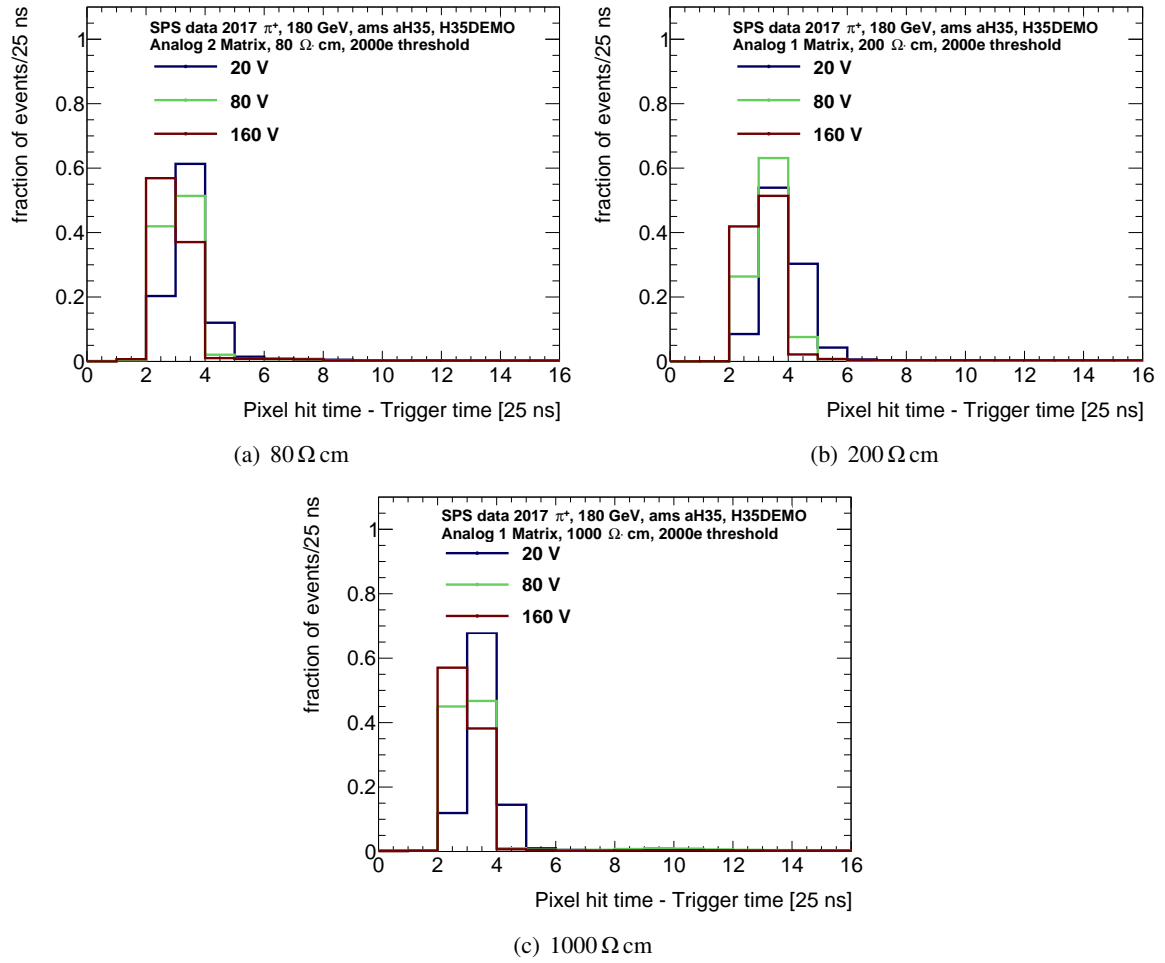 SPS data 2017 π⁺, 180 GeV, ams aH35, H35DEMO
Analog 2 Matrix, 80 Ω· cm, 2000e threshold
20 V
80 V
160 V
fraction of events/25 ns
1
0.8
0.6
0.4
0.2
0
0 2 4 6 8 10 12 14 16
Pixel hit time - Trigger time [25 ns]
(a) 80 Ω cm
SPS data 2017 π⁺, 180 GeV, ams aH35, H35DEMO
Analog 1 Matrix, 200 Ω· cm, 2000e threshold
20 V
80 V
160 V
fraction of events/25 ns
1
0.8
0.6
0.4
0.2
0
0 2 4 6 8 10 12 14 16
Pixel hit time - Trigger time [25 ns]
(b) 200 Ω cm
SPS data 2017 π⁺, 180 GeV, ams aH35, H35DEMO
Analog 1 Matrix, 1000 Ω· cm, 2000e threshold
20 V
80 V
160 V
fraction of events/25 ns
1
0.8
0.6
0.4
0.2
0
0 2 4 6 8 10 12 14 16
Pixel hit time - Trigger time [25 ns]
(c) 1000 Ω cm